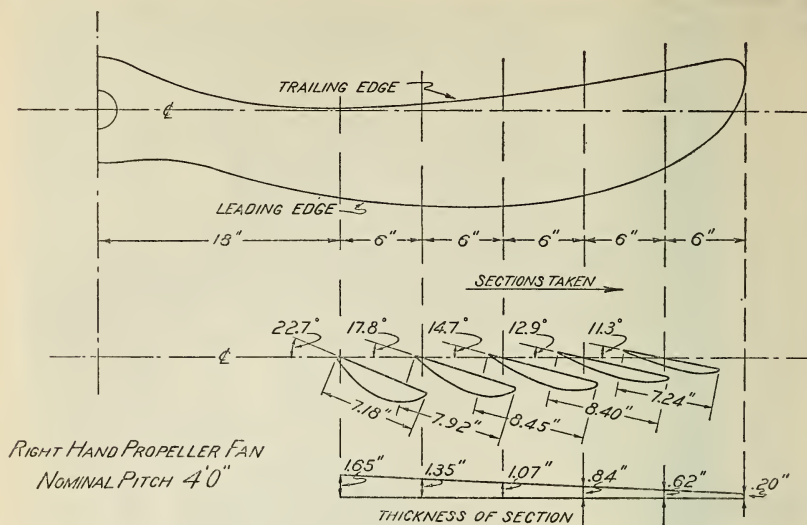 TRAILING EDGE
℄
LEADING EDGE
18" 6" 6" 6" 6" 6"
SECTIONS TAKEN
22.7° 17.8° 14.7° 12.9° 11.3°
℄
7.18" 7.92" 8.45" 8.40" 7.24"
RIGHT HAND PROPELLER FAN
NOMINAL PITCH 4'0"
1.65" 1.35" 1.07" .84" .62" .20"
THICKNESS OF SECTION